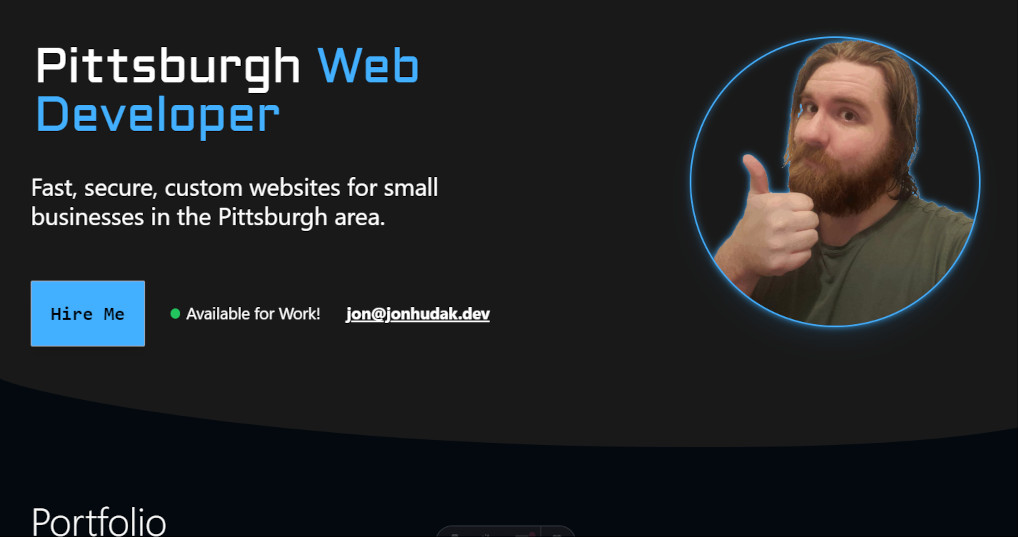 Pittsburgh Web
Developer
Fast, secure, custom websites for small
businesses in the Pittsburgh area.
Hire Me
Available for Work!
jon@jonhudak.dev
Portfolio